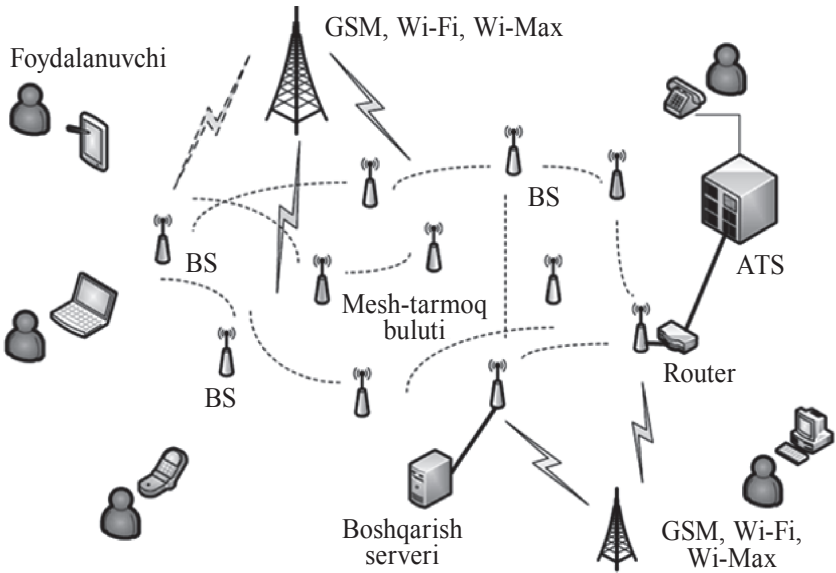 GSM, Wi-Fi, Wi-Max
Foydalanuvchi
BS
BS
ATS
Mesh-tarmoq
buluti
BS
Router
Boshqarish
serveri
GSM, Wi-Fi,
Wi-Max